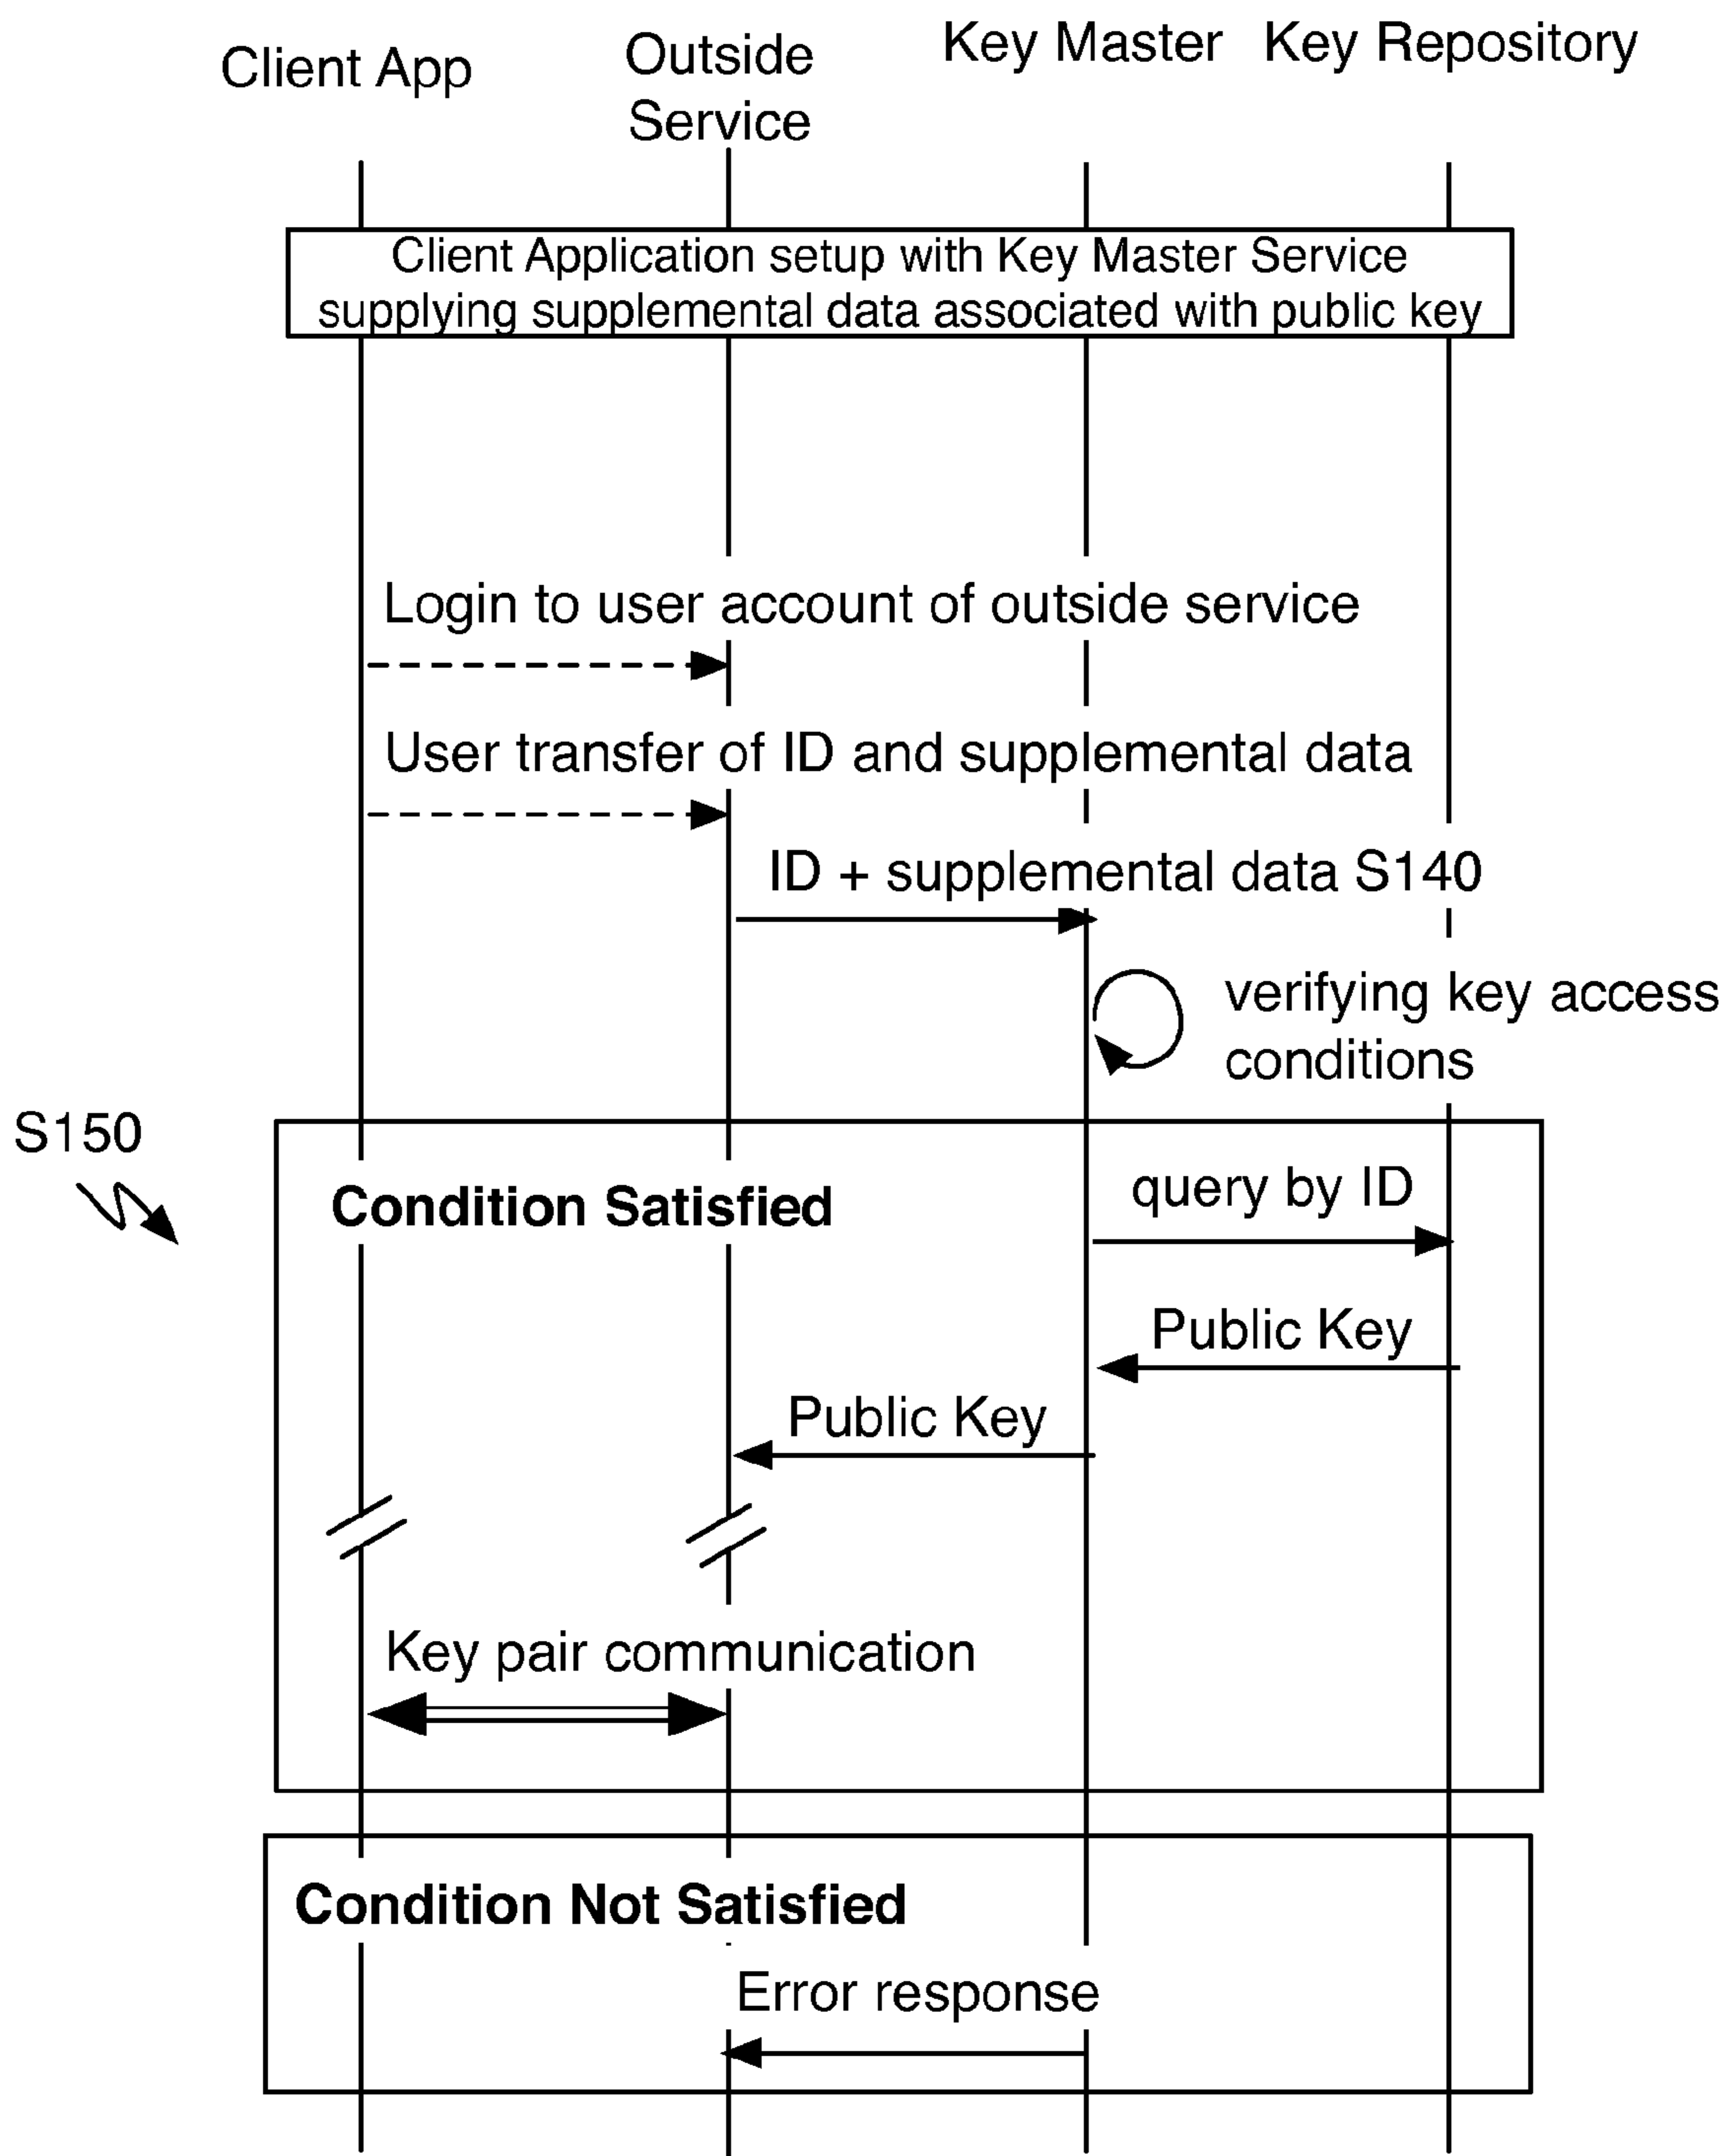 Client App
Outside
Service
Key Master
Key Repository
Client Application setup with Key Master Service
supplying supplemental data associated with public key
Login to user account of outside service
User transfer of ID and supplemental data
ID + supplemental data S140
verifying key access
conditions
S150
Condition Satisfied
query by ID
Public Key
Public Key
Key pair communication
Condition Not Satisfied
Error response